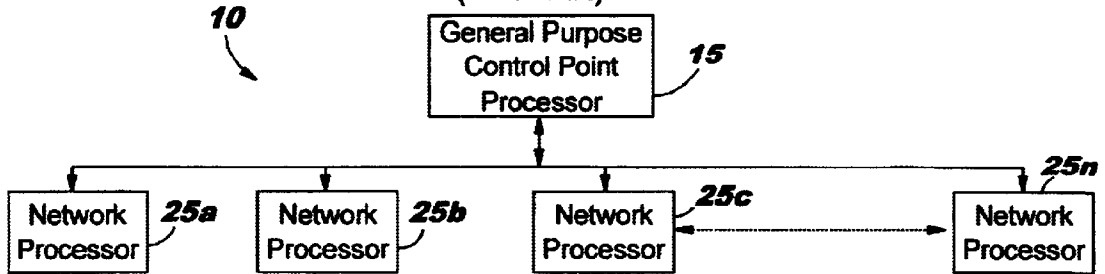 10
General Purpose
Control Point
Processor
15
Network
Processor
25a
Network
Processor
25b
Network
Processor
25c
Network
Processor
25n